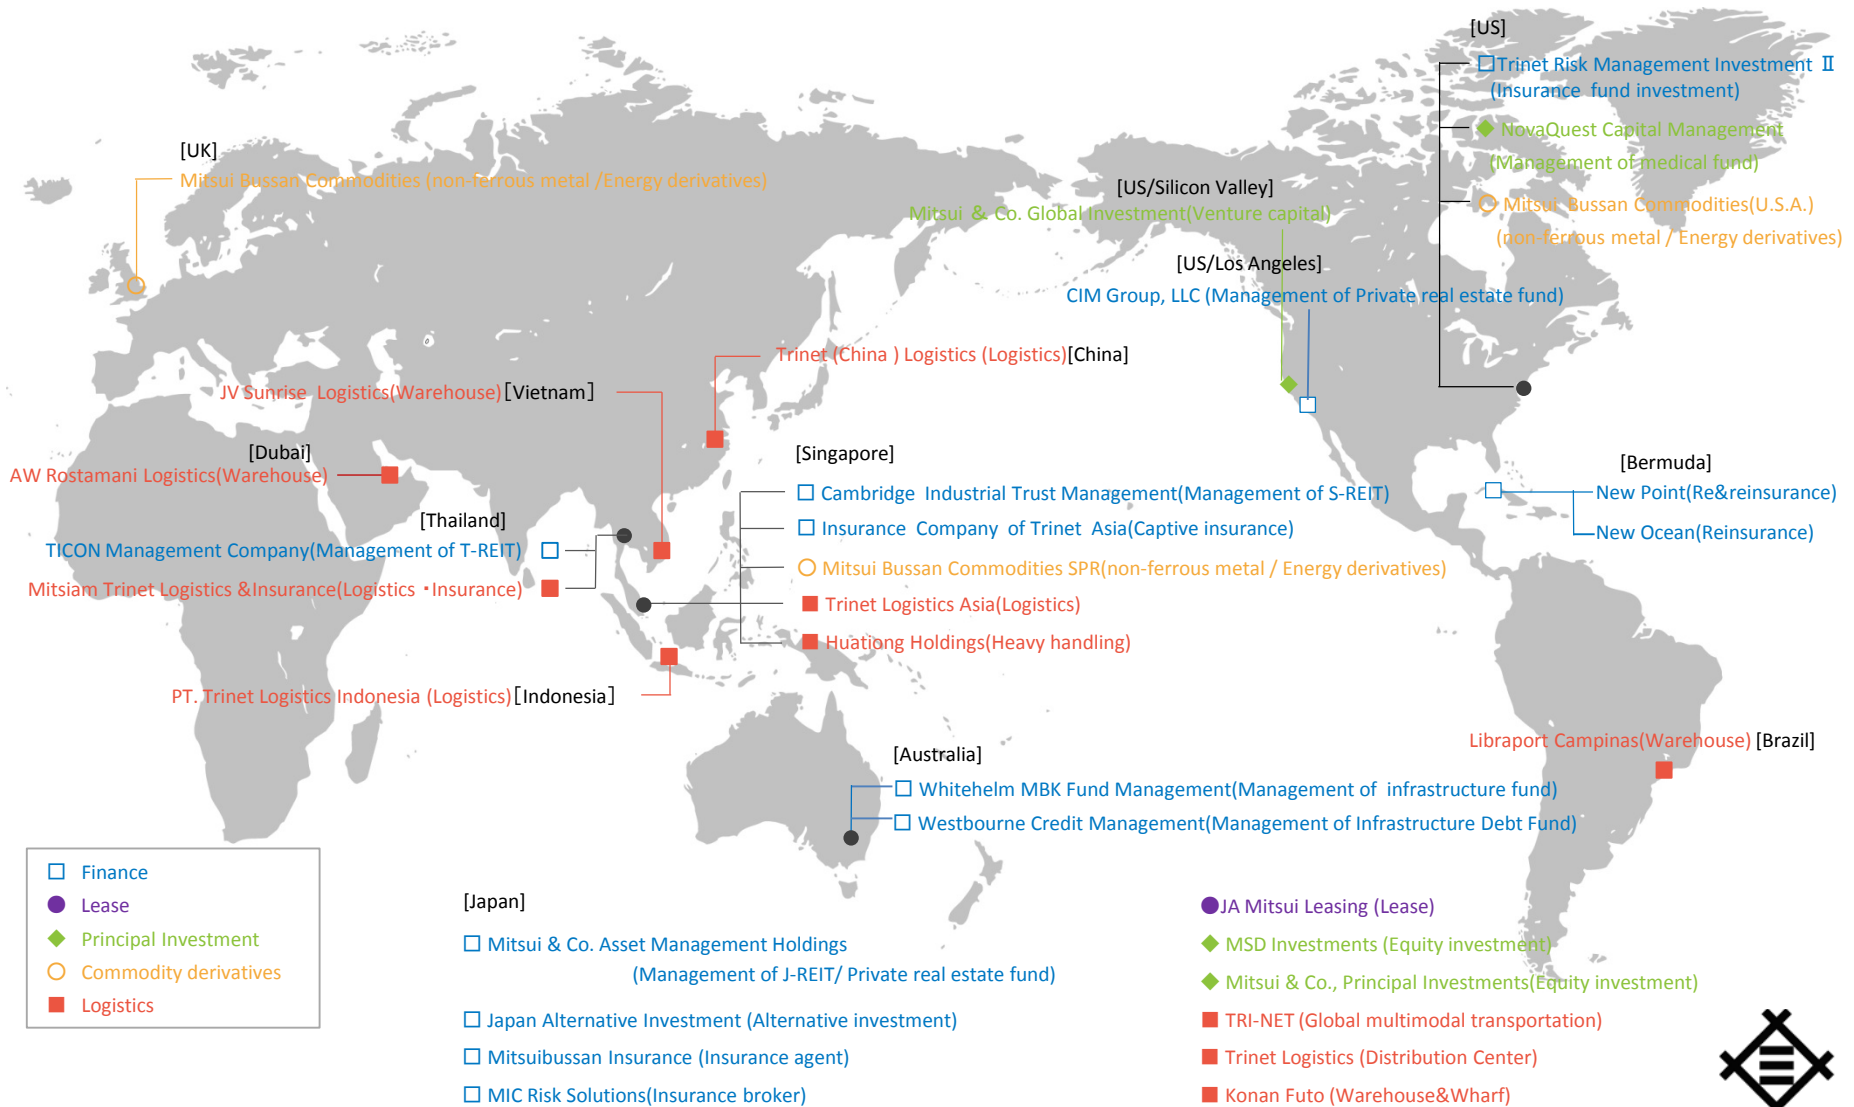 [US]
Trinet Risk Management Investment Ⅱ
(Insurance fund investment)
NovaQuest Capital Management
(Management of medical fund)
Mitsui Bussan Commodities(U.S.A.)
(non-ferrous metal / Energy derivatives)
[UK]
Mitsui Bussan Commodities (non-ferrous metal /Energy derivatives)
[US/Silicon Valley]
Mitsui & Co. Global Investment(Venture capital)
[US/Los Angeles]
CIM Group, LLC (Management of Private real estate fund)
Trinet (China ) Logistics (Logistics)[China]
JV Sunrise Logistics(Warehouse) [Vietnam]
[Dubai]
AW Rostamani Logistics(Warehouse)
[Thailand]
TICON Management Company(Management of T-REIT)
Mitsiam Trinet Logistics &Insurance(Logistics・Insurance)
[Singapore]
Cambridge Industrial Trust Management(Management of S-REIT)
Insurance Company of Trinet Asia(Captive insurance)
Mitsui Bussan Commodities SPR(non-ferrous metal / Energy derivatives)
Trinet Logistics Asia(Logistics)
Huationg Holdings(Heavy handling)
[Bermuda]
New Point(Re&reinsurance)
New Ocean(Reinsurance)
PT. Trinet Logistics Indonesia (Logistics) [Indonesia]
[Australia]
Whitehelm MBK Fund Management(Management of infrastructure fund)
Westbourne Credit Management(Management of Infrastructure Debt Fund)
Libraport Campinas(Warehouse) [Brazil]
Finance
Lease
Principal Investment
Commodity derivatives
Logistics
[Japan]
Mitsui & Co. Asset Management Holdings
(Management of J-REIT/ Private real estate fund)
Japan Alternative Investment (Alternative investment)
Mitsuibussan Insurance (Insurance agent)
MIC Risk Solutions(Insurance broker)
JA Mitsui Leasing (Lease)
MSD Investments (Equity investment)
Mitsui & Co., Principal Investments(Equity investment)
TRI-NET (Global multimodal transportation)
Trinet Logistics (Distribution Center)
Konan Futo (Warehouse&Wharf)